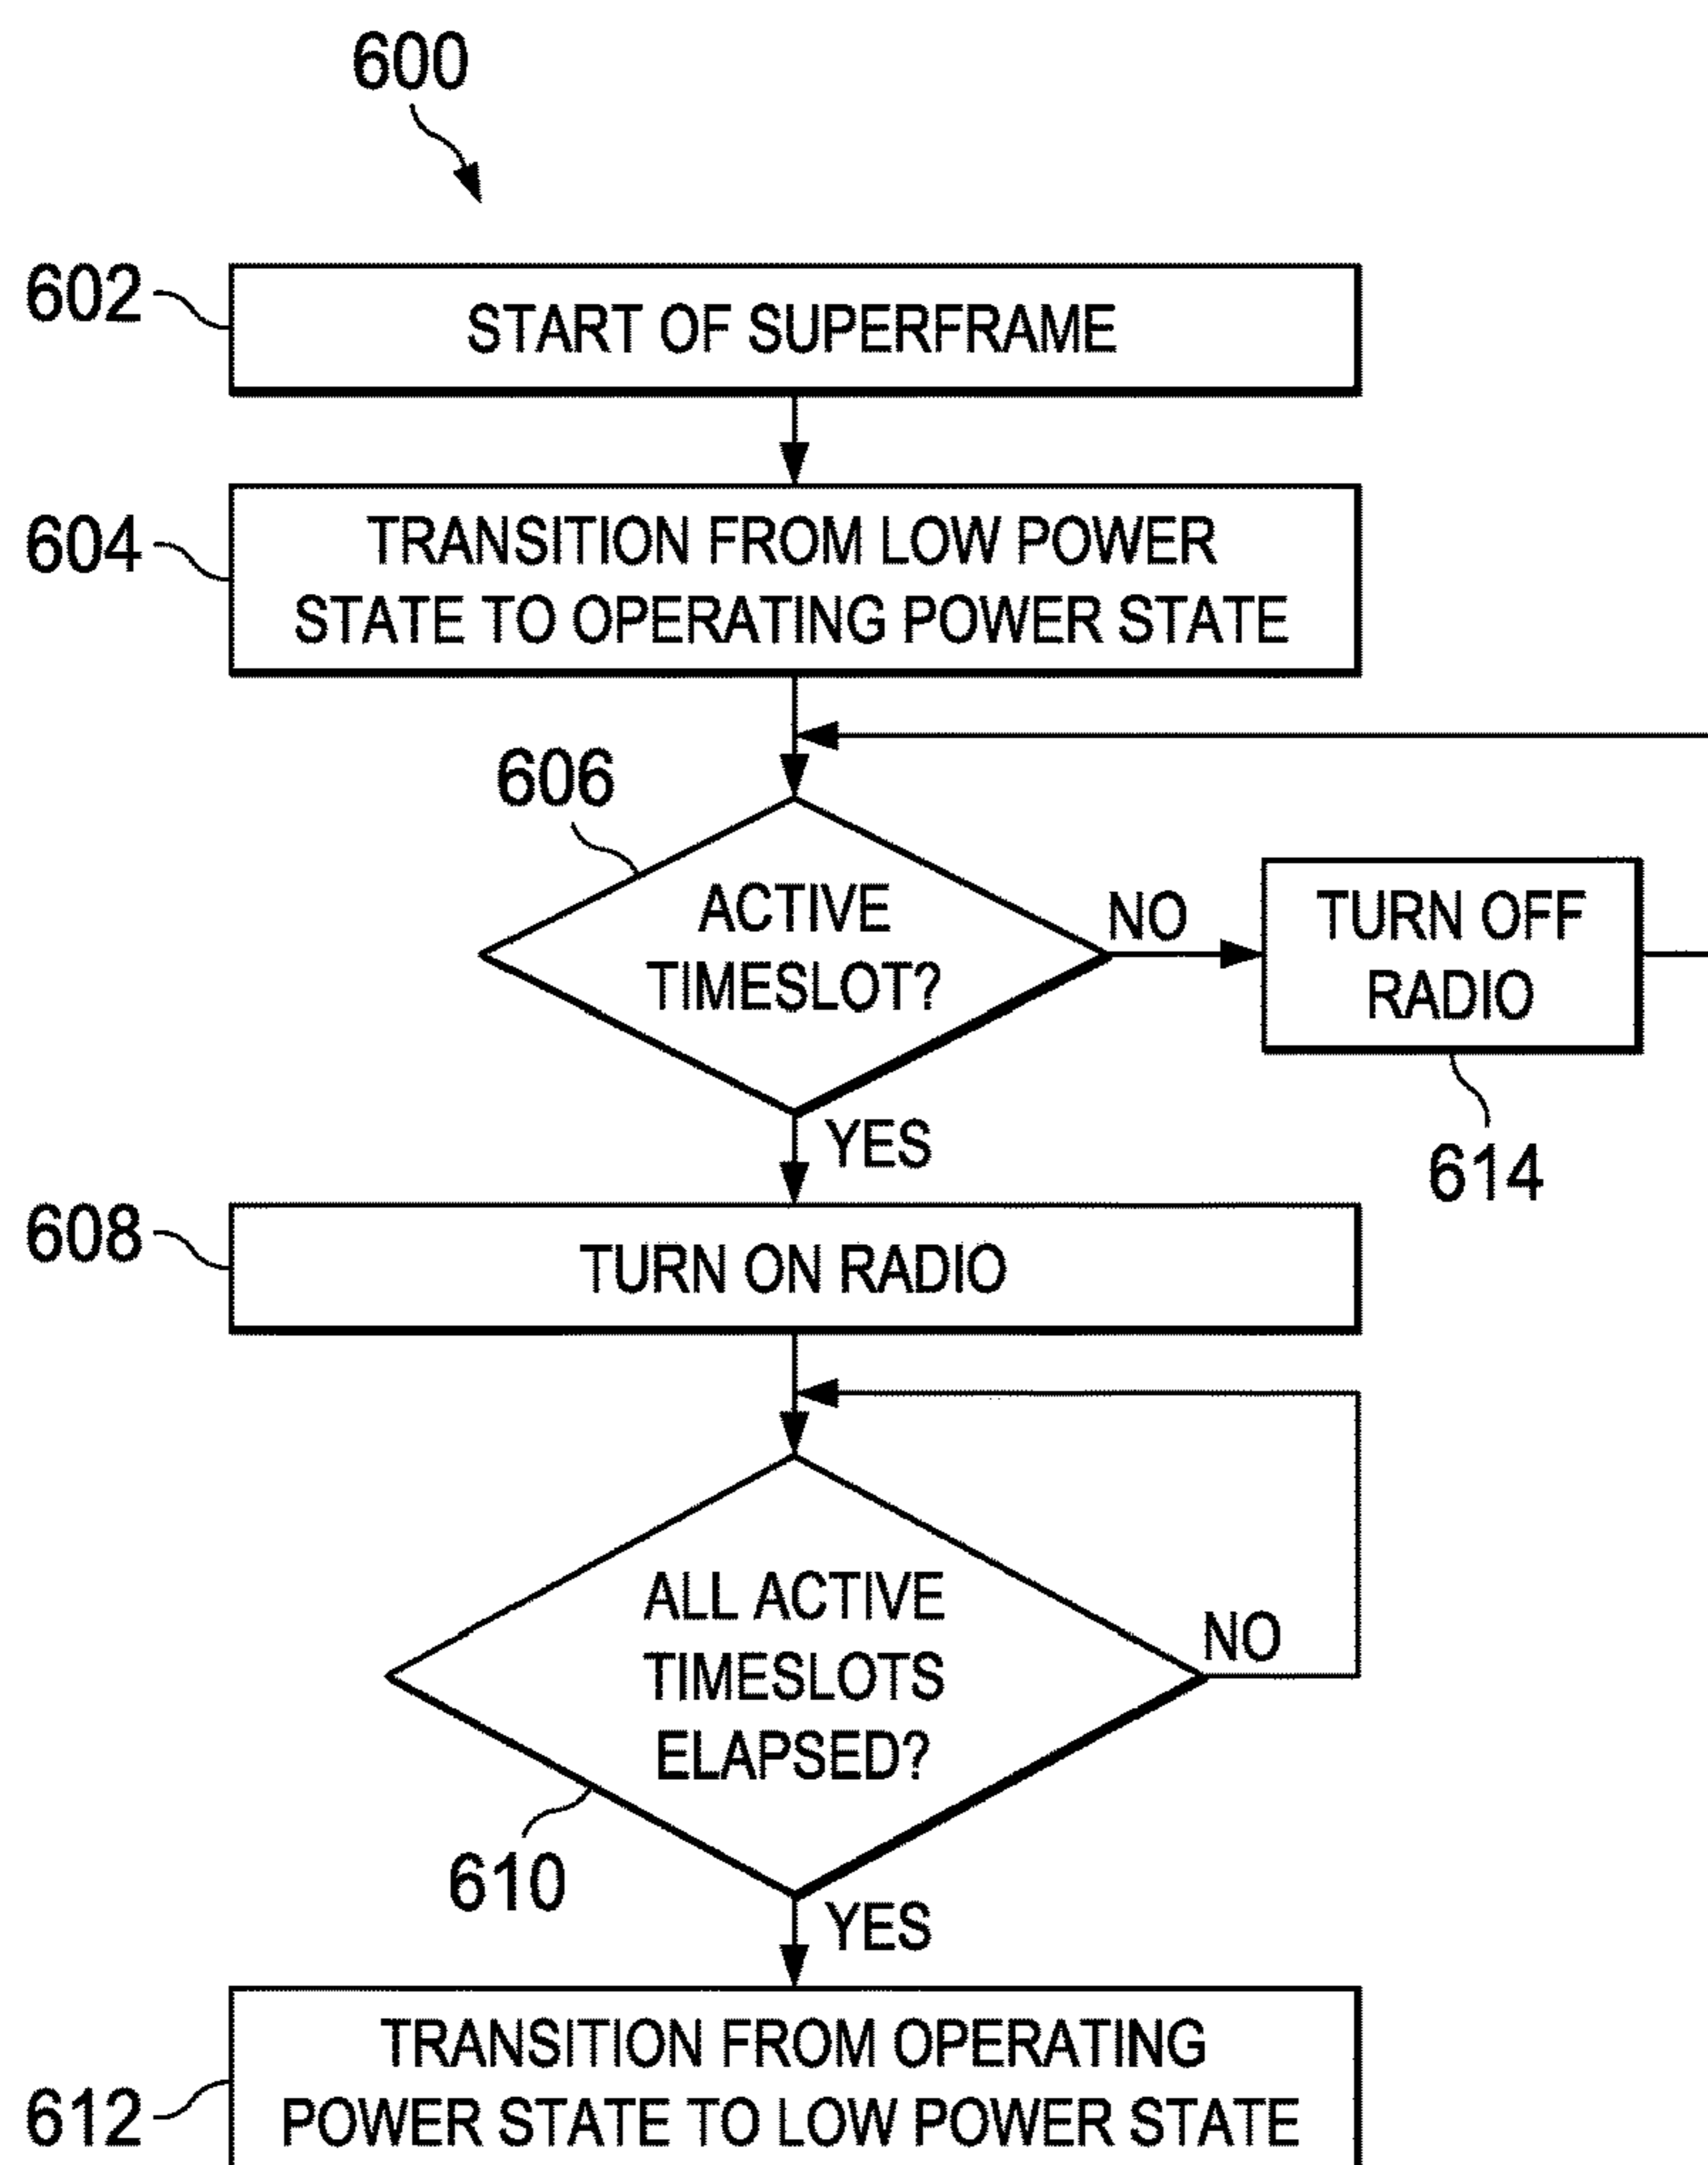 600
602
START OF SUPERFRAME
604
TRANSITION FROM LOW POWER
STATE TO OPERATING POWER STATE
606
ACTIVE
TIMESLOT?
NO
TURN OFF
RADIO
614
YES
608
TURN ON RADIO
ALL ACTIVE
TIMESLOTS
ELAPSED?
NO
610
YES
612
TRANSITION FROM OPERATING
POWER STATE TO LOW POWER STATE